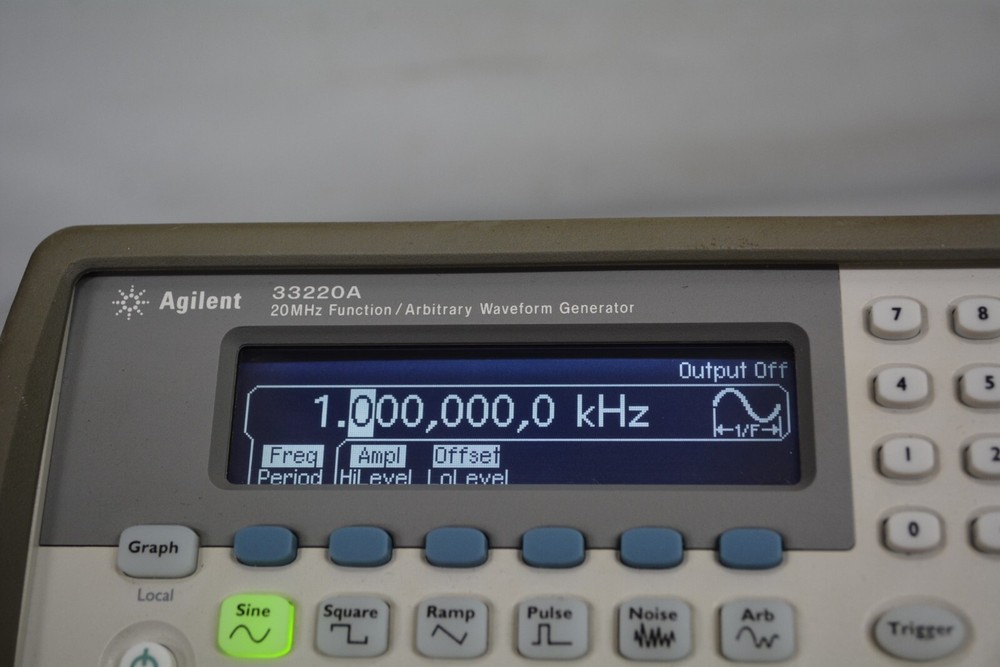 Agilent 33220A
20MHz Function/Arbitrary Waveform Generator
Output Off
1.000,000,0 kHz
1/F
Freq Ampl Offset
Period HiLevel LoLevel
7 8
4 5
1 2
0
Graph
Local
Sine Square Ramp Pulse Noise Arb
Trigger